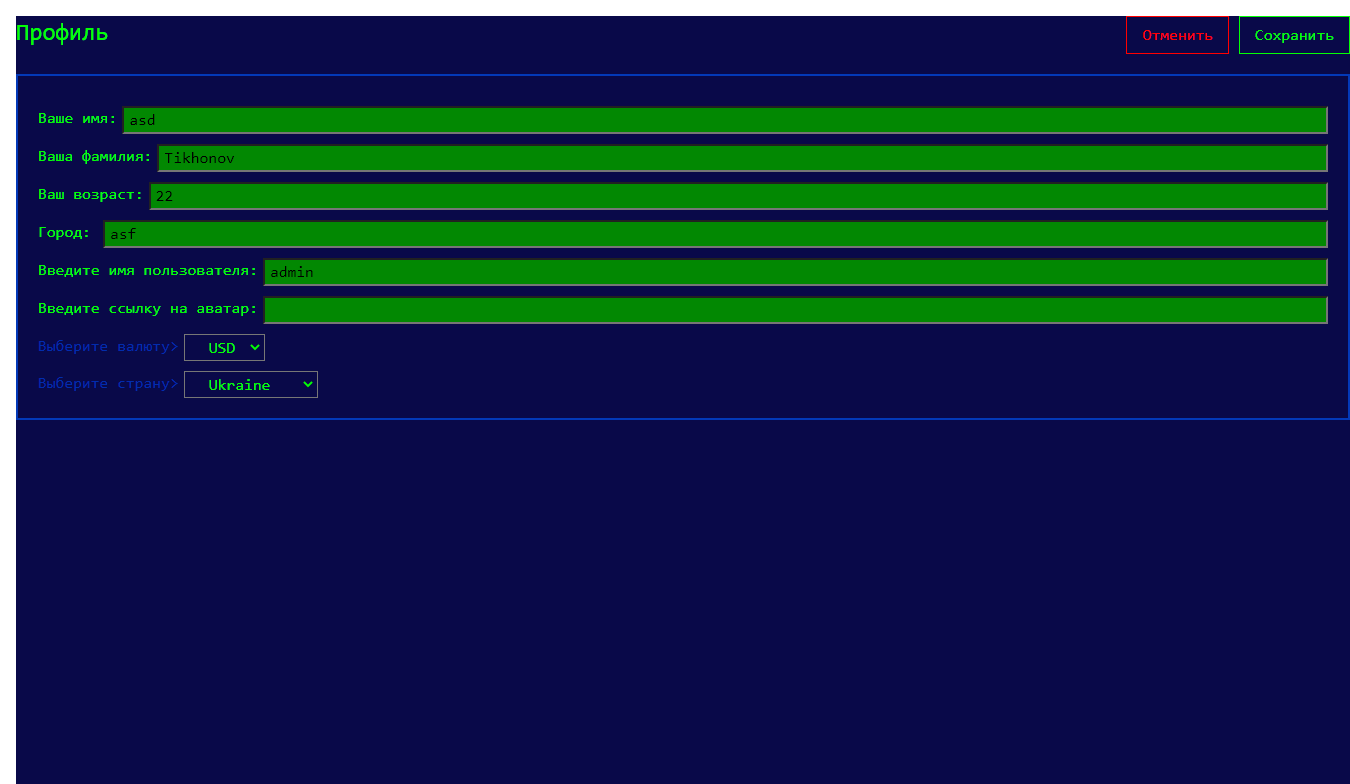 Профиль
Отменить
Сохранить
Ваше имя: asd
Ваша фамилия: Tikhonov
Ваш возраст: 22
Город: asf
Введите имя пользователя: admin
Введите ссылку на аватар:
Выберите валюту> USD
Выберите страну> Ukraine